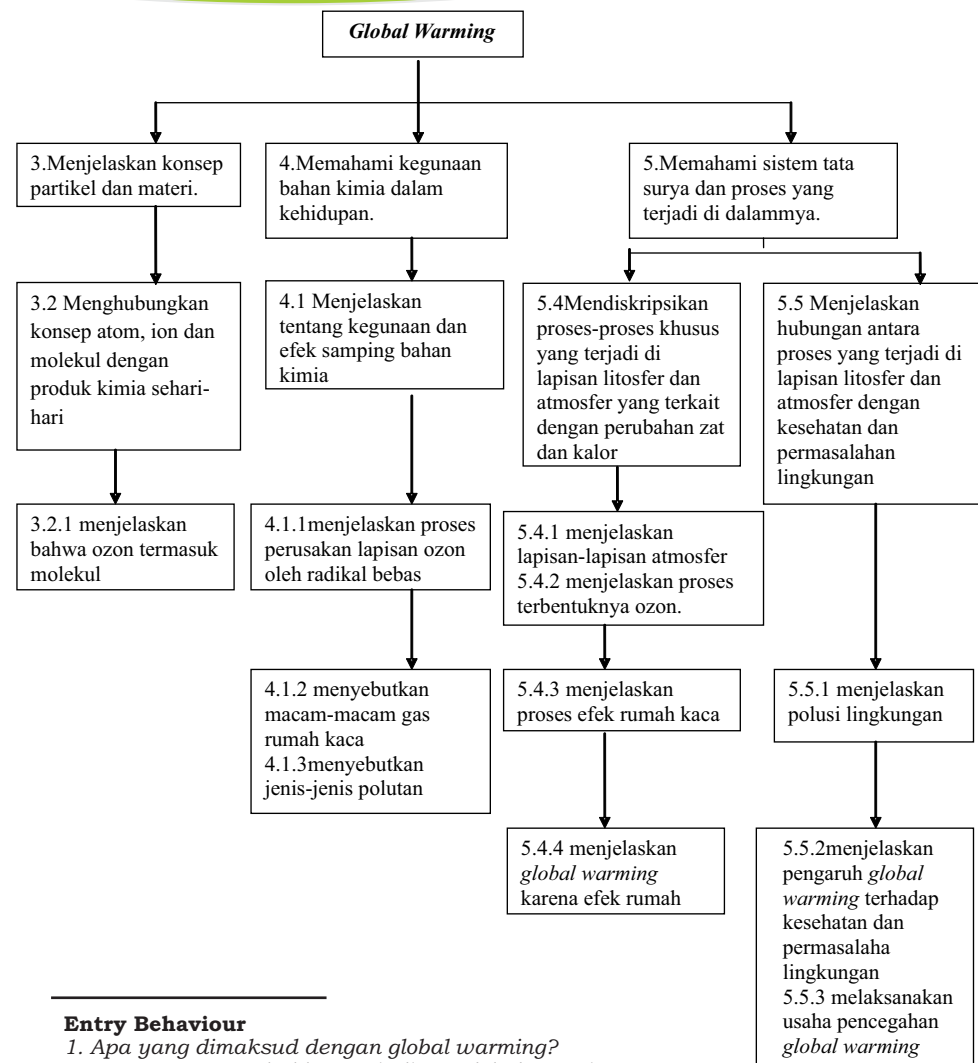 Global Warming
3.Menjelaskan konsep
partikel dan materi.
4.Memahami kegunaan
bahan kimia dalam
kehidupan.
5.Memahami sistem tata
surya dan proses yang
terjadi di dalammya.
3.2 Menghubungkan
konsep atom, ion dan
molekul dengan
produk kimia sehari-
hari
4.1 Menjelaskan
tentang kegunaan dan
efek samping bahan
kimia
5.4Mendiskripsikan
proses-proses khusus
yang terjadi di
lapisan litosfer dan
atmosfer yang terkait
dengan perubahan zat
dan kalor
5.5 Menjelaskan
hubungan antara
proses yang terjadi di
lapisan litosfer dan
atmosfer dengan
kesehatan dan
permasalahan
lingkungan
3.2.1 menjelaskan
bahwa ozon termasuk
molekul
4.1.1menjelaskan proses
perusakan lapisan ozon
oleh radikal bebas
5.4.1 menjelaskan
lapisan-lapisan atmosfer
5.4.2 menjelaskan proses
terbentuknya ozon.
4.1.2 menyebutkan
macam-macam gas
rumah kaca
4.1.3menyebutkan
jenis-jenis polutan
5.4.3 menjelaskan
proses efek rumah kaca
5.5.1 menjelaskan
polusi lingkungan
5.4.4 menjelaskan
global warming
karena efek rumah
5.5.2menjelaskan
pengaruh global
warming terhadap
kesehatan dan
permasalaha
lingkungan
5.5.3 melaksanakan
usaha pencegahan
global warming
Entry Behaviour
1. Apa yang dimaksud dengan global warming?